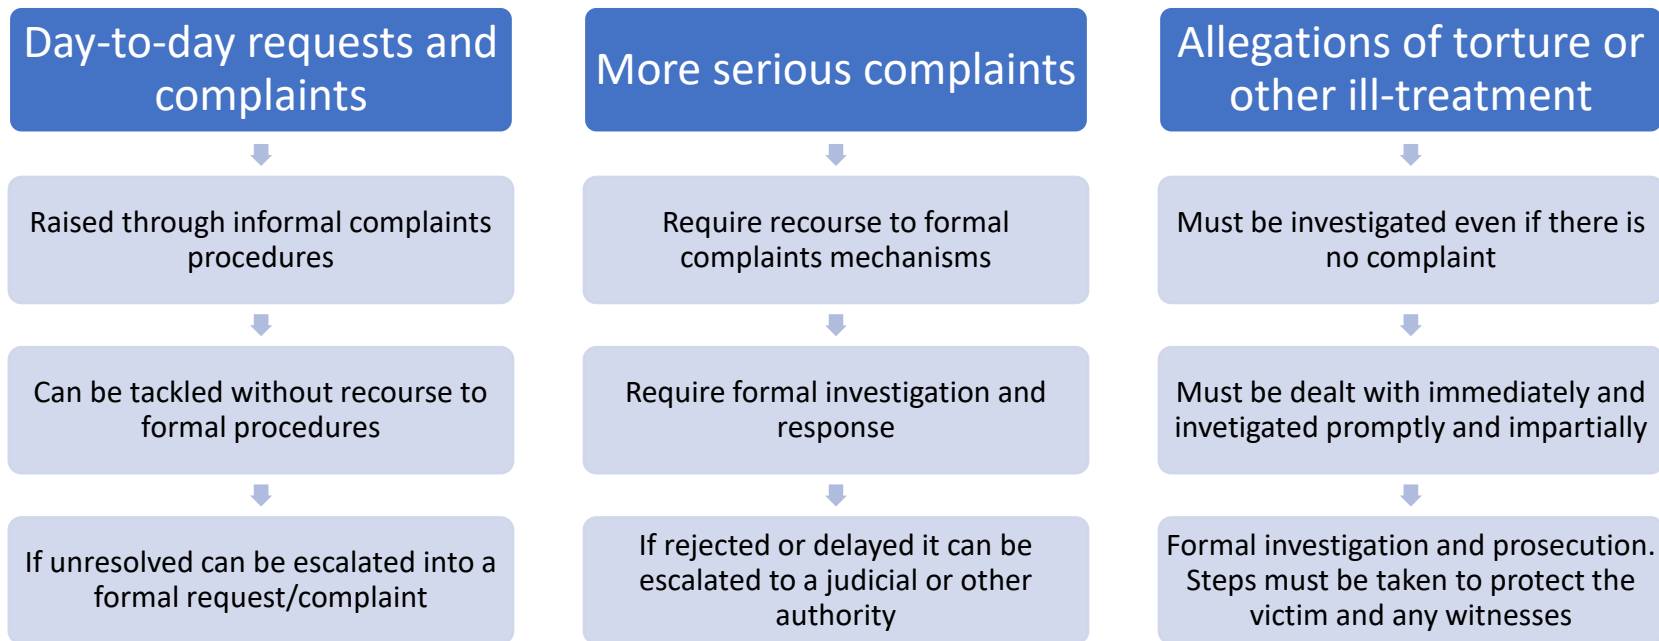 Day-to-day requests and
complaints
Raised through informal complaints
procedures
Can be tackled without recourse to
formal procedures
If unresolved can be escalated into a
formal request/complaint
More serious complaints
Require recourse to formal
complaints mechanisms
Require formal investigation and
response
If rejected or delayed it can be
escalated to a judicial or other
authority
Allegations of torture or
other ill-treatment
Must be investigated even if there is
no complaint
Must be dealt with immediately and
invetigated promptly and impartially
Formal investigation and prosecution.
Steps must be taken to protect the
victim and any witnesses